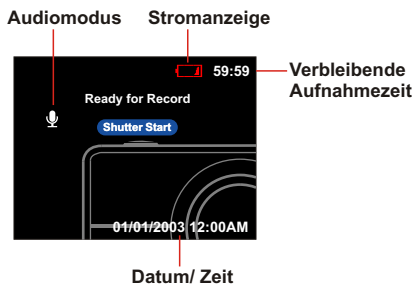 Audiomodus
Stromanzeige
59:59
Verbleibende
Aufnahmezeit
Ready for Record
Shutter Start
01/01/2003 12:00AM
Datum/ Zeit